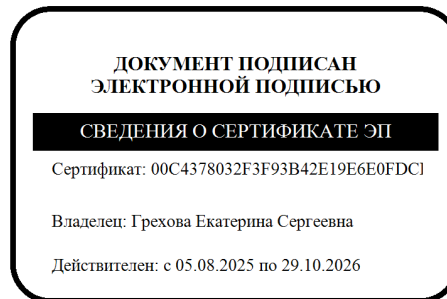 ДОКУМЕНТ ПОДПИСАН
ЭЛЕКТРОННОЙ ПОДПИСЬЮ
СВЕДЕНИЯ О СЕРТИФИКАТЕ ЭП
Сертификат: 00C4378032F3F93B42E19E6E0FDC
Владелец: Грехова Екатерина Сергеевна
Действителен: с 05.08.2025 по 29.10.2026